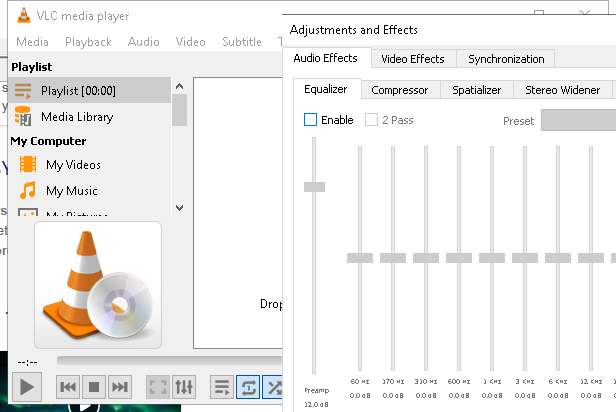 VLC media player
Media Playback Audio Video Subtitle
Playlist
Playlist [00:00]
Media Library
My Computer
My Videos
My Music
My Pictures
Drop
--:--
Adjustments and Effects
Audio Effects Video Effects Synchronization
Equalizer Compressor Spatializer Stereo Widener
Enable 2 Pass Preset
60 Hz 170 Hz 310 Hz 600 Hz 1 KHz 3 KHz 6 KHz 12 KHz
Preamp 0.0 dB 0.0 dB 0.0 dB 0.0 dB 0.0 dB 0.0 dB 0.0 dB 0.0 dB
12.0 dB